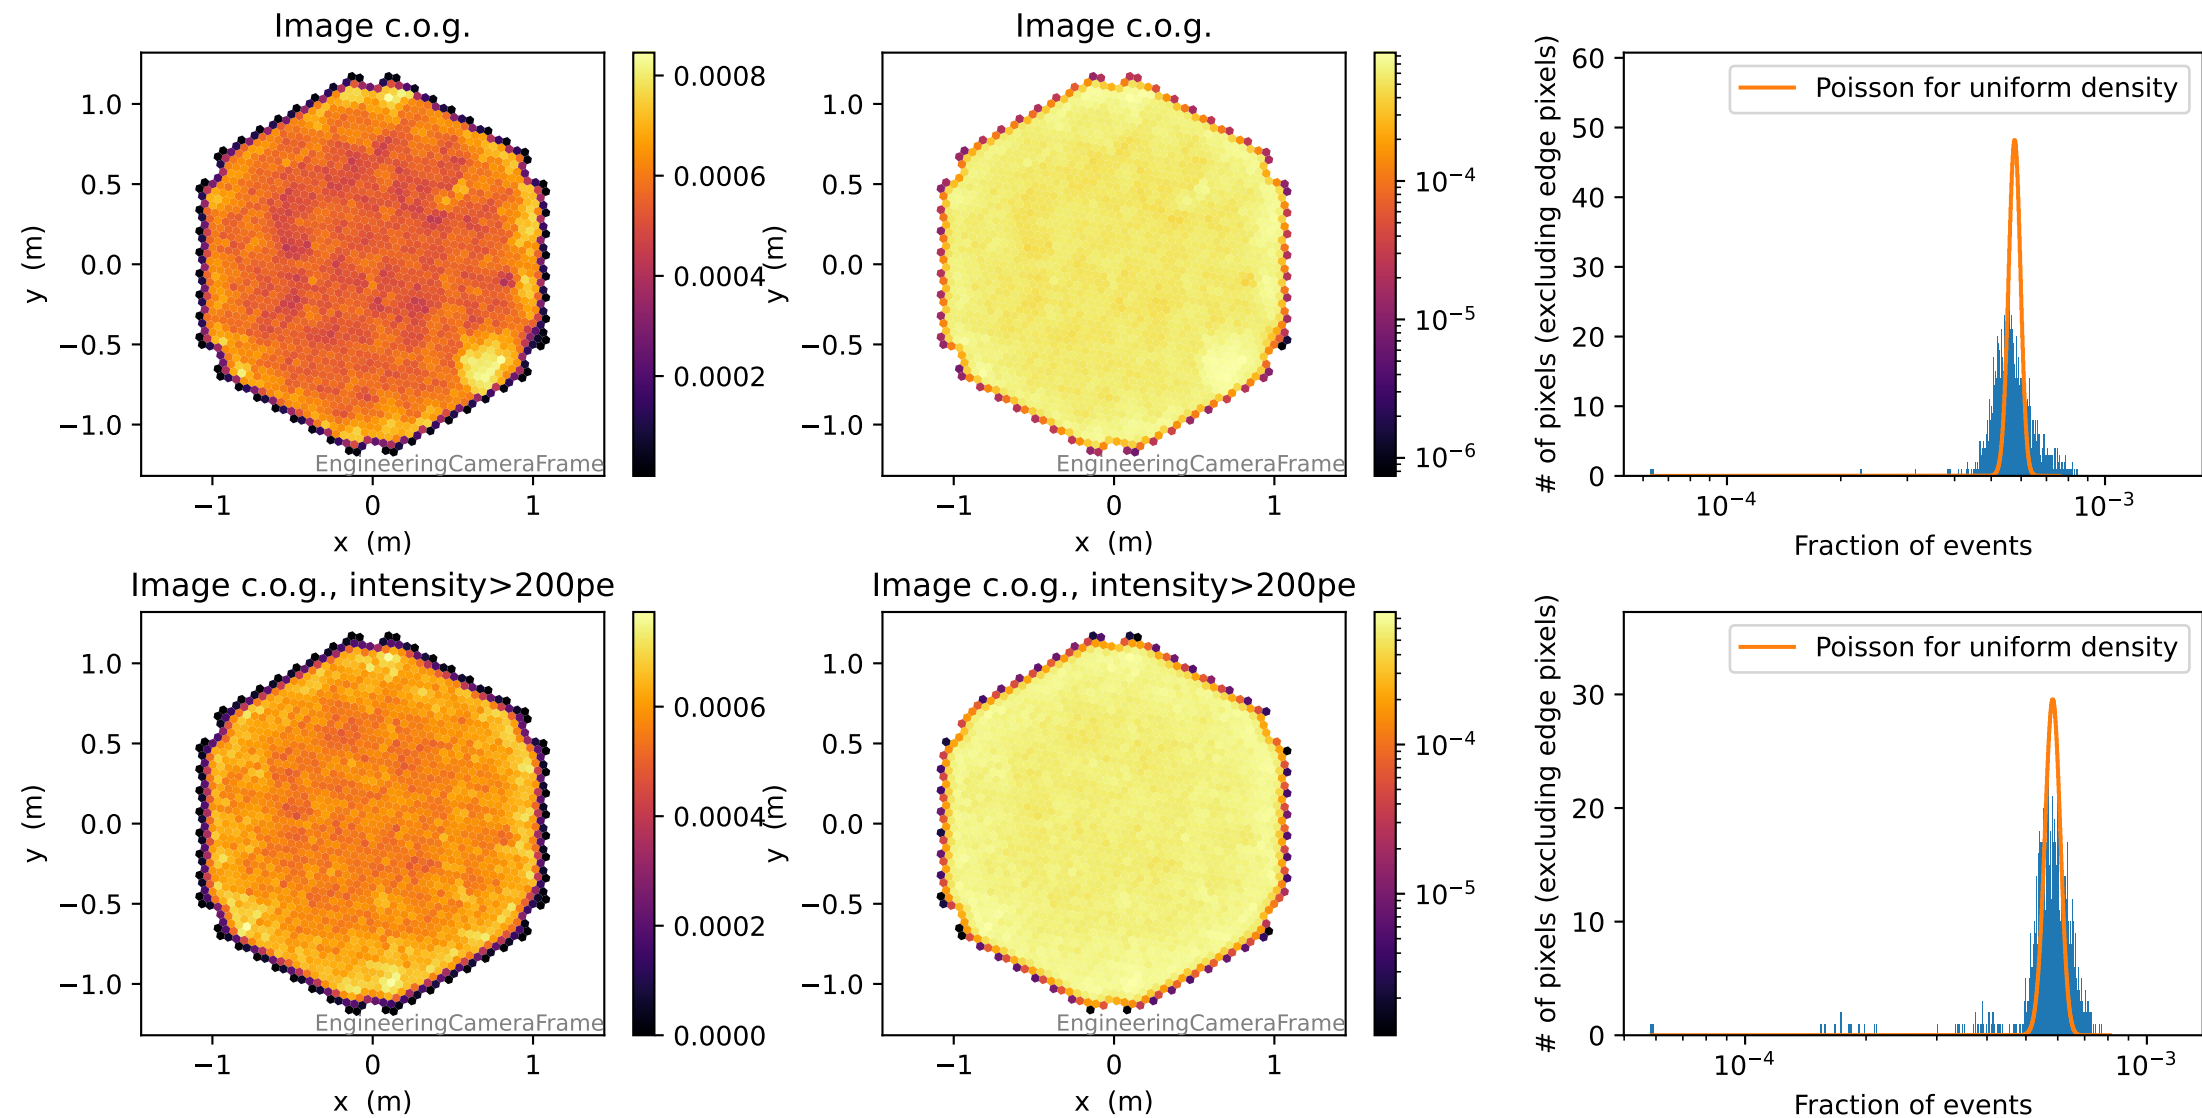 Image c.o.g.
1.0
0.5
0.0
−0.5
−1.0
y (m)
−1
0
1
x (m)
EngineeringCameraFrame
0.0008
0.0006
0.0004
0.0002
Image c.o.g.
1.0
0.5
0.0
−0.5
−1.0
y (m)
−1
0
1
x (m)
EngineeringCameraFrame
10⁻⁴
10⁻⁵
10⁻⁶
# of pixels (excluding edge pixels)
60
50
40
30
20
10
0
Poisson for uniform density
10⁻⁴
10⁻³
Fraction of events
Image c.o.g., intensity>200pe
1.0
0.5
0.0
−0.5
−1.0
y (m)
−1
0
1
x (m)
EngineeringCameraFrame
0.0006
0.0004
0.0002
0.0000
Image c.o.g., intensity>200pe
1.0
0.5
0.0
−0.5
−1.0
y (m)
−1
0
1
x (m)
EngineeringCameraFrame
10⁻⁴
10⁻⁵
# of pixels (excluding edge pixels)
30
20
10
0
Poisson for uniform density
10⁻⁴
10⁻³
Fraction of events